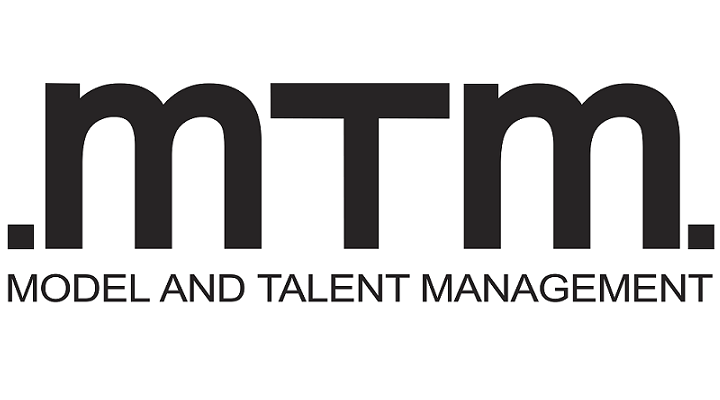 .mTm.
MODEL AND TALENT MANAGEMENT